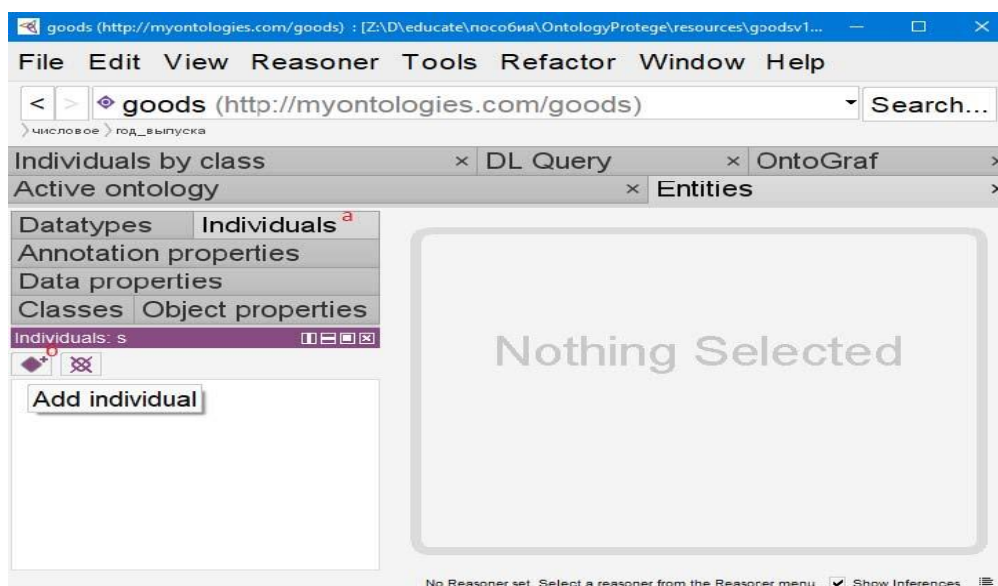 goods (http://myontologies.com/goods) : [Z:\D\educate\пособия\OntologyProtege\resources\goodsv1...
File Edit View Reasoner Tools Refactor Window Help
< > goods (http://myontologies.com/goods) Search...
числовое год_выпуска
Individuals by class × DL Query × OntoGraf
Active ontology × Entities
Datatypes Individuals а
Annotation properties
Data properties
Classes Object properties
Individuals: s
б
Add individual
Nothing Selected
No Reasoner set. Select a reasoner from the Reasoner menu Show Inferences